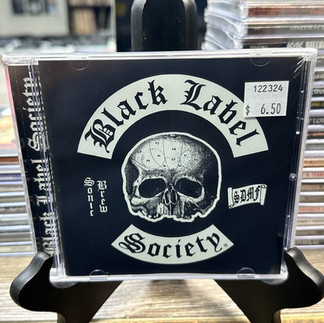 Black Label
122324
$ 6.50
Sonic
Brew
SDMF
Society
Black Label Society